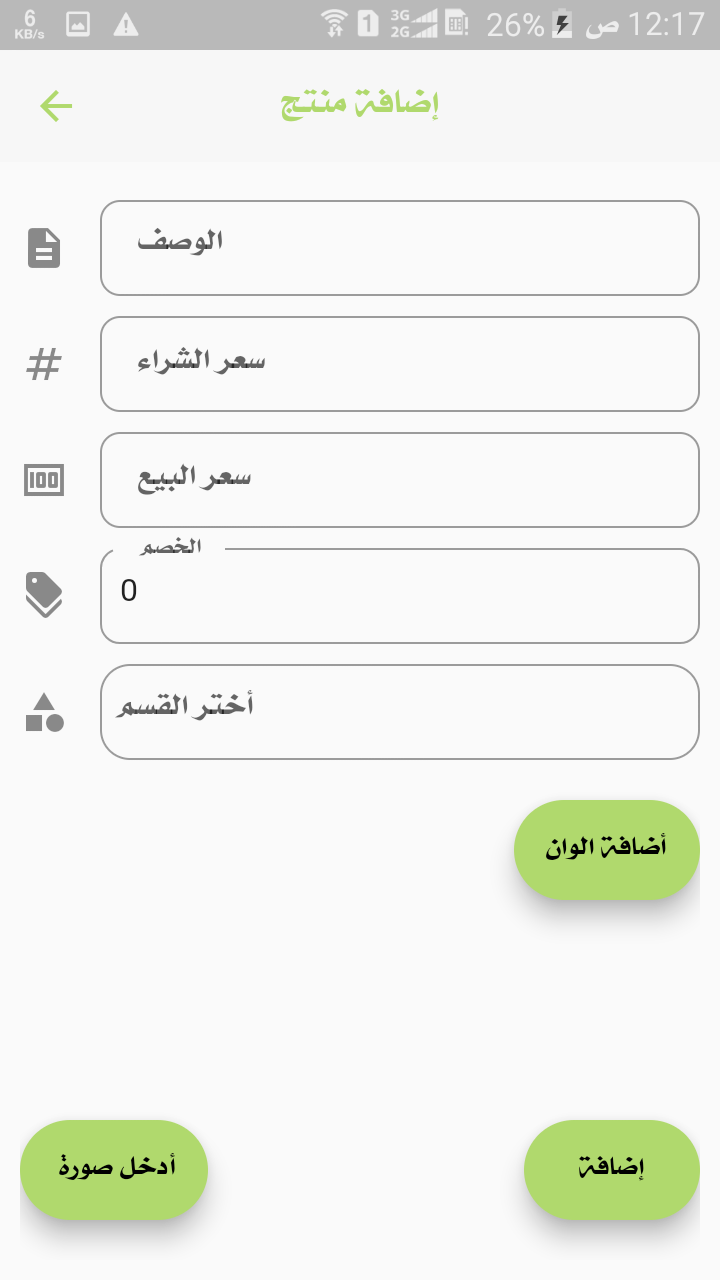 6 KB/s 1 3G 2G 26% ص 12:17
إضافة منتج
الوصف
سعر الشراء
سعر البيع
100
الخصم
0
أختر القسم
أضافة الوان
إضافة
أدخل صورة